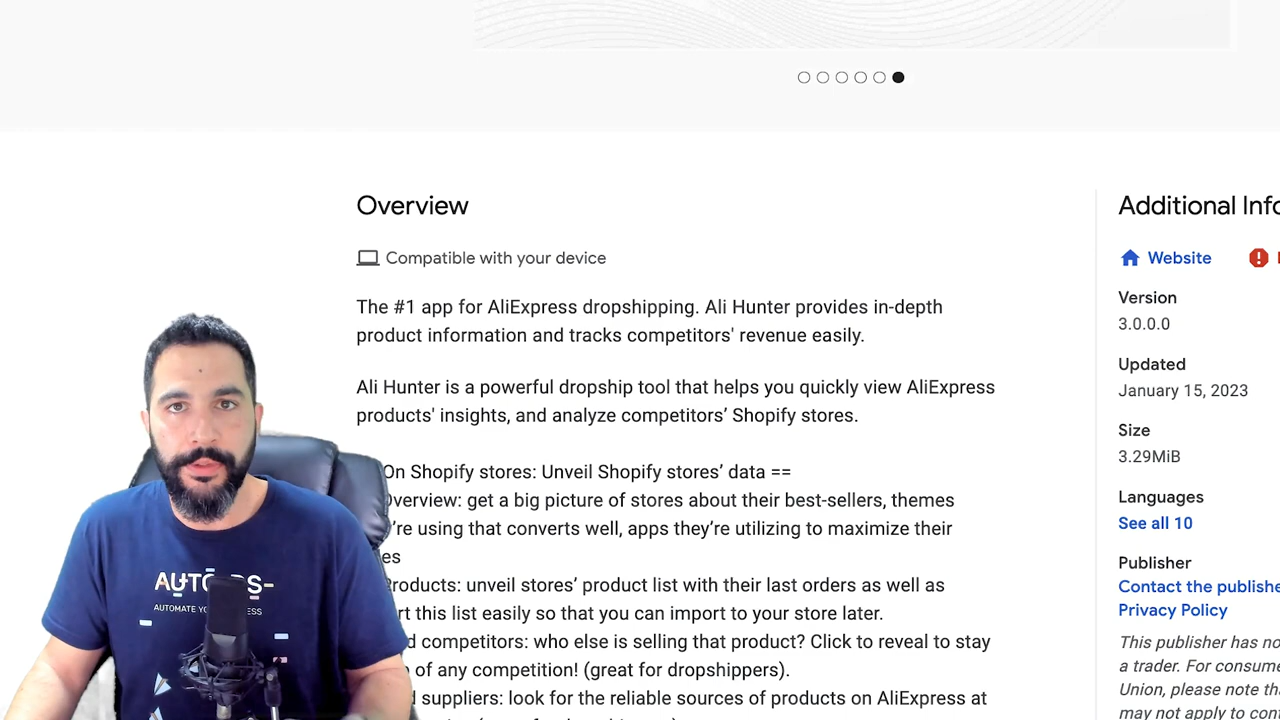 Overview
Compatible with your device
The #1 app for AliExpress dropshipping. Ali Hunter provides in-depth
product information and tracks competitors' revenue easily.
Ali Hunter is a powerful dropship tool that helps you quickly view AliExpress
products' insights, and analyze competitors’ Shopify stores.
On Shopify stores: Unveil Shopify stores’ data ==
Overview: get a big picture of stores about their best-sellers, themes
’re using that converts well, apps they’re utilizing to maximize their
es
Products: unveil stores’ product list with their last orders as well as
rt this list easily so that you can import to your store later.
d competitors: who else is selling that product? Click to reveal to stay
of any competition! (great for dropshippers).
d suppliers: look for the reliable sources of products on AliExpress at
Additional Info
Website
Version
3.0.0.0
Updated
January 15, 2023
Size
3.29MiB
Languages
See all 10
Publisher
Contact the publishe
Privacy Policy
This publisher has no
a trader. For consume
Union, please note tha
may not apply to cont
AUTO DS